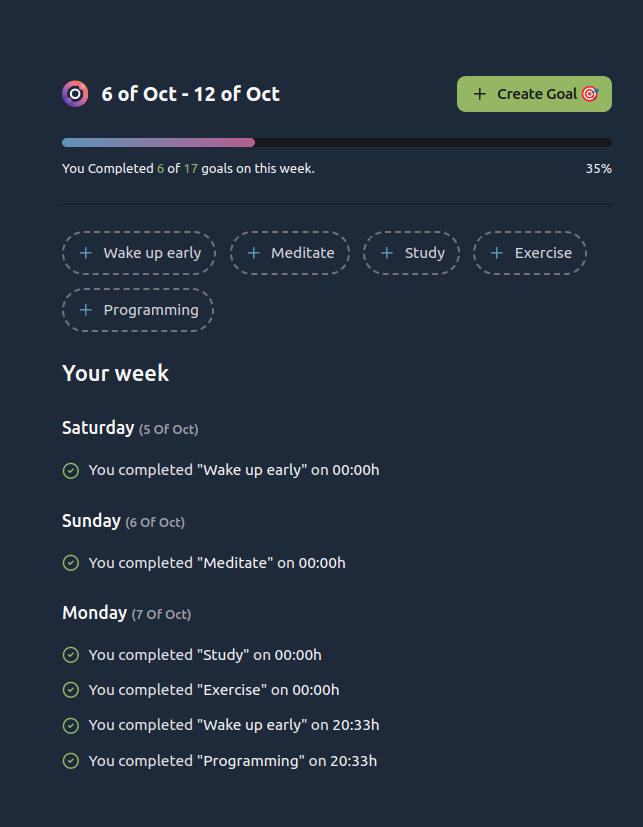 6 of Oct - 12 of Oct
+ Create Goal 🎯
You Completed 6 of 17 goals on this week.
35%
+ Wake up early
+ Meditate
+ Study
+ Exercise
+ Programming
Your week
Saturday (5 Of Oct)
You completed "Wake up early" on 00:00h
Sunday (6 Of Oct)
You completed "Meditate" on 00:00h
Monday (7 Of Oct)
You completed "Study" on 00:00h
You completed "Exercise" on 00:00h
You completed "Wake up early" on 20:33h
You completed "Programming" on 20:33h